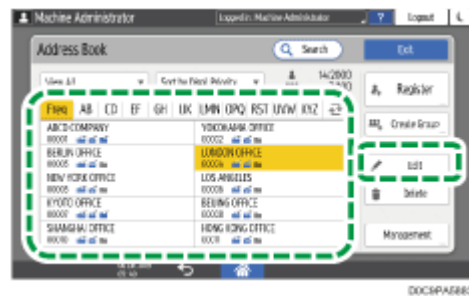 Machine Administrator
Logged in: Machine Administrator
?
Logout
Address Book
Search
Exit
View All
Sort by
Priority
14/2000
Register
Freq. AB CD EF GH IJK LMN OPQ RST UVW XYZ
Create Group
ABCD COMPANY
00001
YOKOHAMA OFFICE
00002
BERLIN OFFICE
LONDON OFFICE
Edit
NEW YORK OFFICE
00005
LOS ANGELES
Delete
KYOTO OFFICE
00007
BEIJING OFFICE
00008
SHANGHAI OFFICE
HONG KONG OFFICE
Management